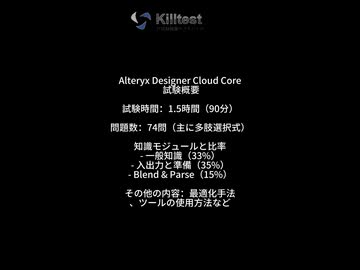 Killtest
Alteryx Designer Cloud Core
試験概要
試験時間：1.5時間（90分）
問題数：74問（主に多肢選択式）
知識モジュールと比率
- 一般知識（33%）
- 入出力と準備（35%）
- Blend & Parse（15%）
その他の内容：最適化手法
、ツールの使用方法など